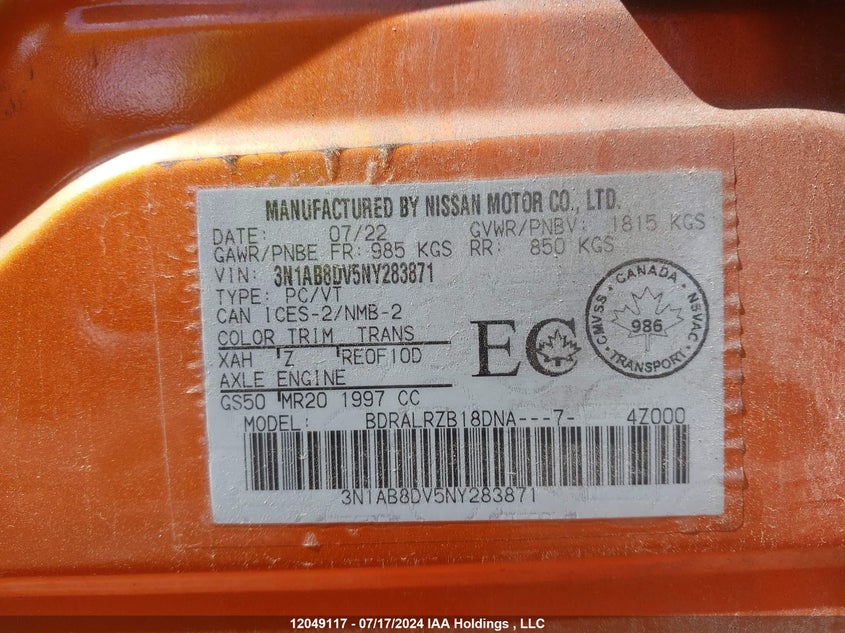 MANUFACTURED BY NISSAN MOTOR CO., LTD.
DATE: 07/22 GVWR/PNBV: 1815 KGS
GAWR/PNBE FR: 985 KGS RR: 850 KGS
VIN: 3N1AB8DV5NY283871
TYPE: PC/VT
CAN ICES-2/NMB-2
COLOR TRIM TRANS
XAH Z RE0F10D
AXLE ENGINE
GS50 MR20 1997 CC
EC
CMVSS · CANADA · NSVAC
986
·TRANSPORT·
MODEL: BDRALRZB18DNA---7- 4Z000
3N1AB8DV5NY283871
12049117 - 07/17/2024 IAA Holdings , LLC